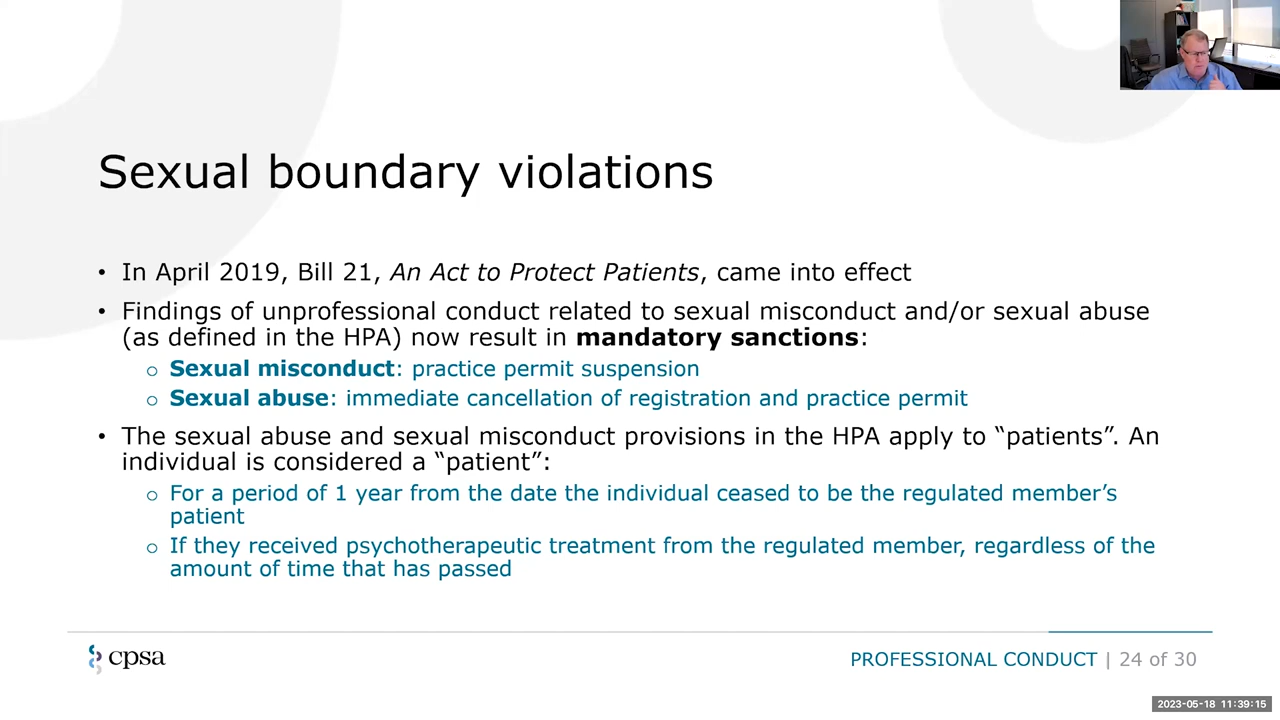 Sexual boundary violations
• In April 2019, Bill 21, An Act to Protect Patients, came into effect
• Findings of unprofessional conduct related to sexual misconduct and/or sexual abuse
(as defined in the HPA) now result in mandatory sanctions:
o Sexual misconduct: practice permit suspension
o Sexual abuse: immediate cancellation of registration and practice permit
• The sexual abuse and sexual misconduct provisions in the HPA apply to “patients”. An
individual is considered a “patient”:
o For a period of 1 year from the date the individual ceased to be the regulated member’s
patient
o If they received psychotherapeutic treatment from the regulated member, regardless of the
amount of time that has passed
cpsa
PROFESSIONAL CONDUCT | 24 of 30
2023-05-18 11:39:15